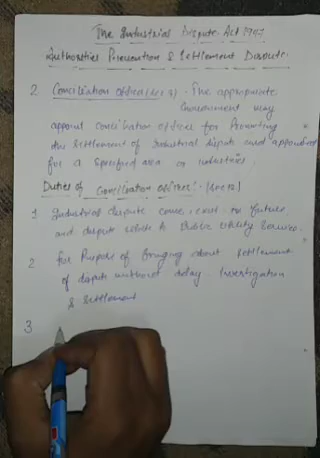 The Industrial Dispute Act 1947
Authorities Prevention & Settlement Dispute
2 Conciliation officer (sec 4) - The appropriate
Government may
appoint conciliation officer for Promoting
the settlement of industrial dispute and appointed
for a specified area or industries.
Duties of Conciliation officer:- (sec 12)
1 Industrial dispute come, exist or future
and dispute relate to Public utility service.
2 for Purpose of bringing about settlement
of dispute without delay. Investigation
& settlement
3